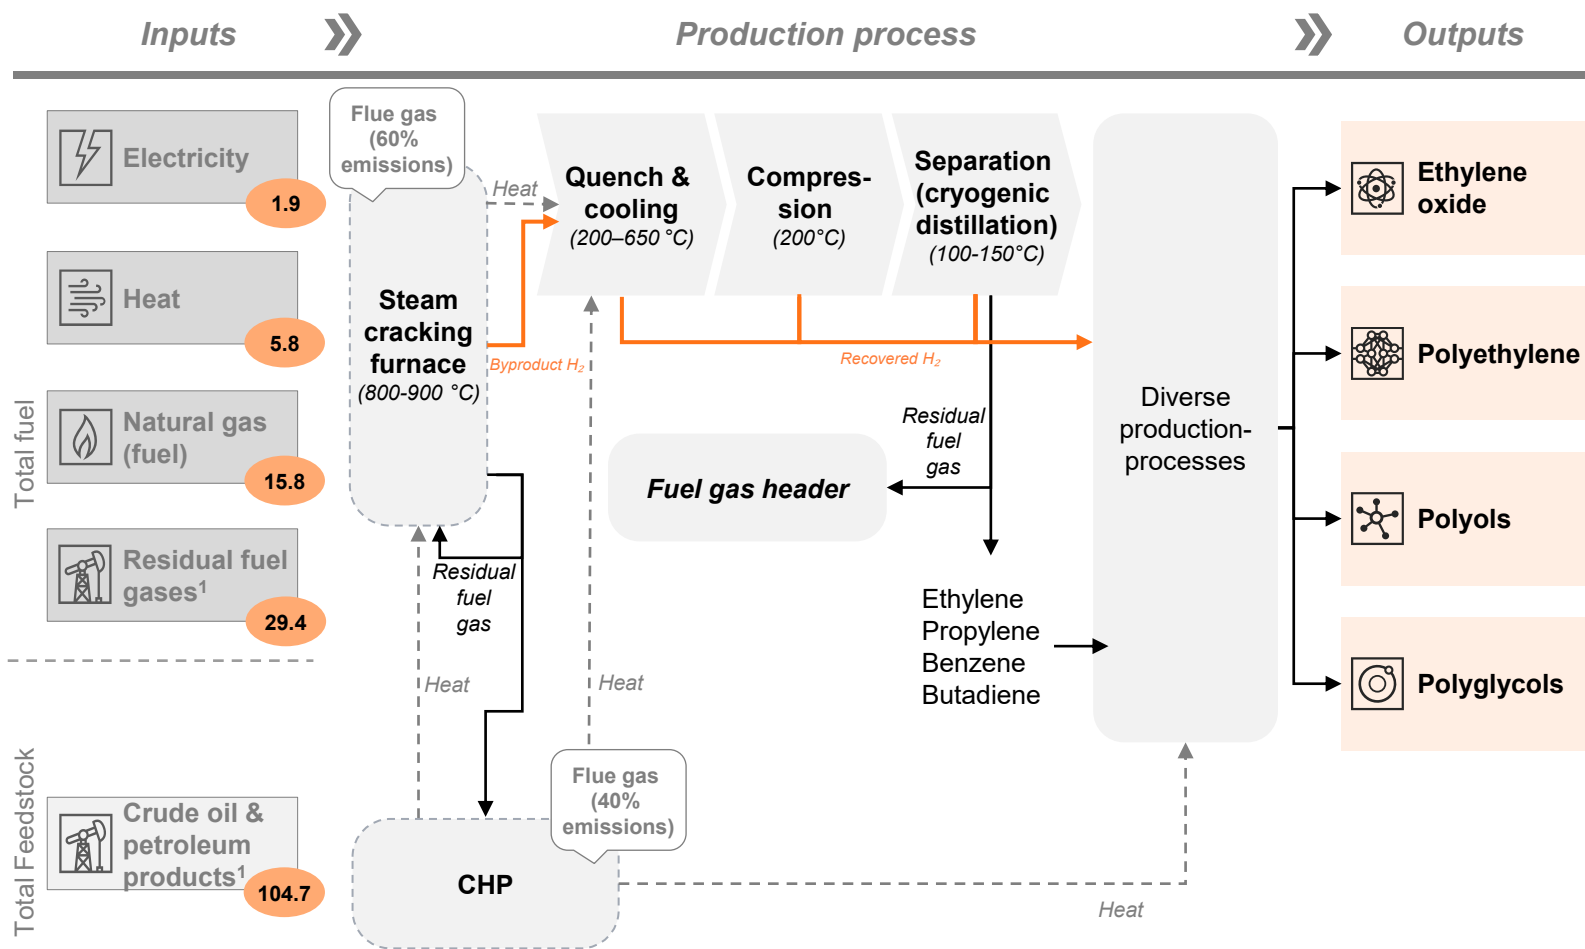 Inputs
Production process
Outputs
Total fuel
Electricity
1.9
Heat
5.8
Natural gas
(fuel)
15.8
Residual fuel
gases¹
29.4
Total Feedstock
Crude oil &
petroleum
products¹
104.7
Flue gas
(60%
emissions)
Steam
cracking
furnace
(800-900 °C)
Heat
Byproduct H₂
Quench &
cooling
(200–650 °C)
Compres-
sion
(200°C)
Separation
(cryogenic
distillation)
(100-150°C)
Recovered H₂
Residual
fuel
gas
Fuel gas header
Residual
fuel
gas
Heat
Heat
Ethylene
Propylene
Benzene
Butadiene
Flue gas
(40%
emissions)
CHP
Heat
Diverse
production-
processes
Ethylene
oxide
Polyethylene
Polyols
Polyglycols